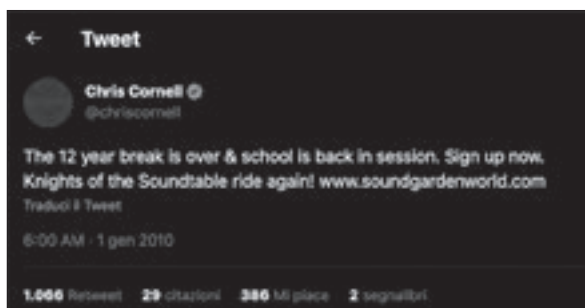 Tweet
Chris Cornell
@chriscornell
The 12 year break is over & school is back in session. Sign up now.
Knights of the Soundtable ride again! www.soundgardenworld.com
Traduci il Tweet
6:00 AM · 1 gen 2010
1.066 Retweet 29 citazioni 386 Mi piace 2 segnalibri